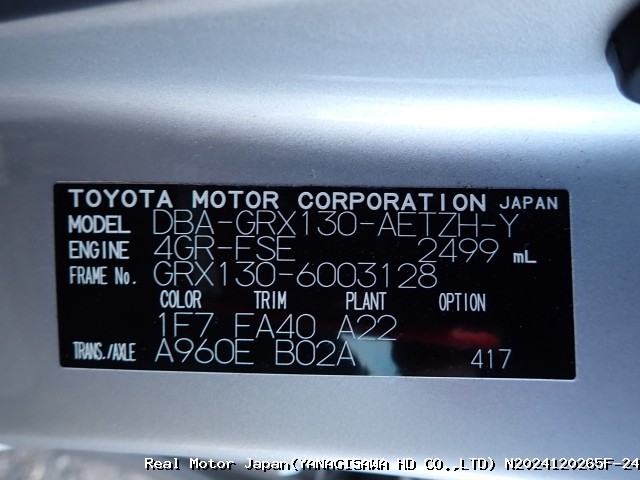 TOYOTA MOTOR CORPORATION JAPAN
MODEL DBA-GRX130-AETZH-Y
ENGINE 4GR-FSE 2499 mL
FRAME No. GRX130-6003128
COLOR TRIM PLANT OPTION
1F7 FA40 A22
TRANS./AXLE A960E B02A 417
Real Motor Japan(YANAGISAWA HD CO.,LTD) N2024120265F-24